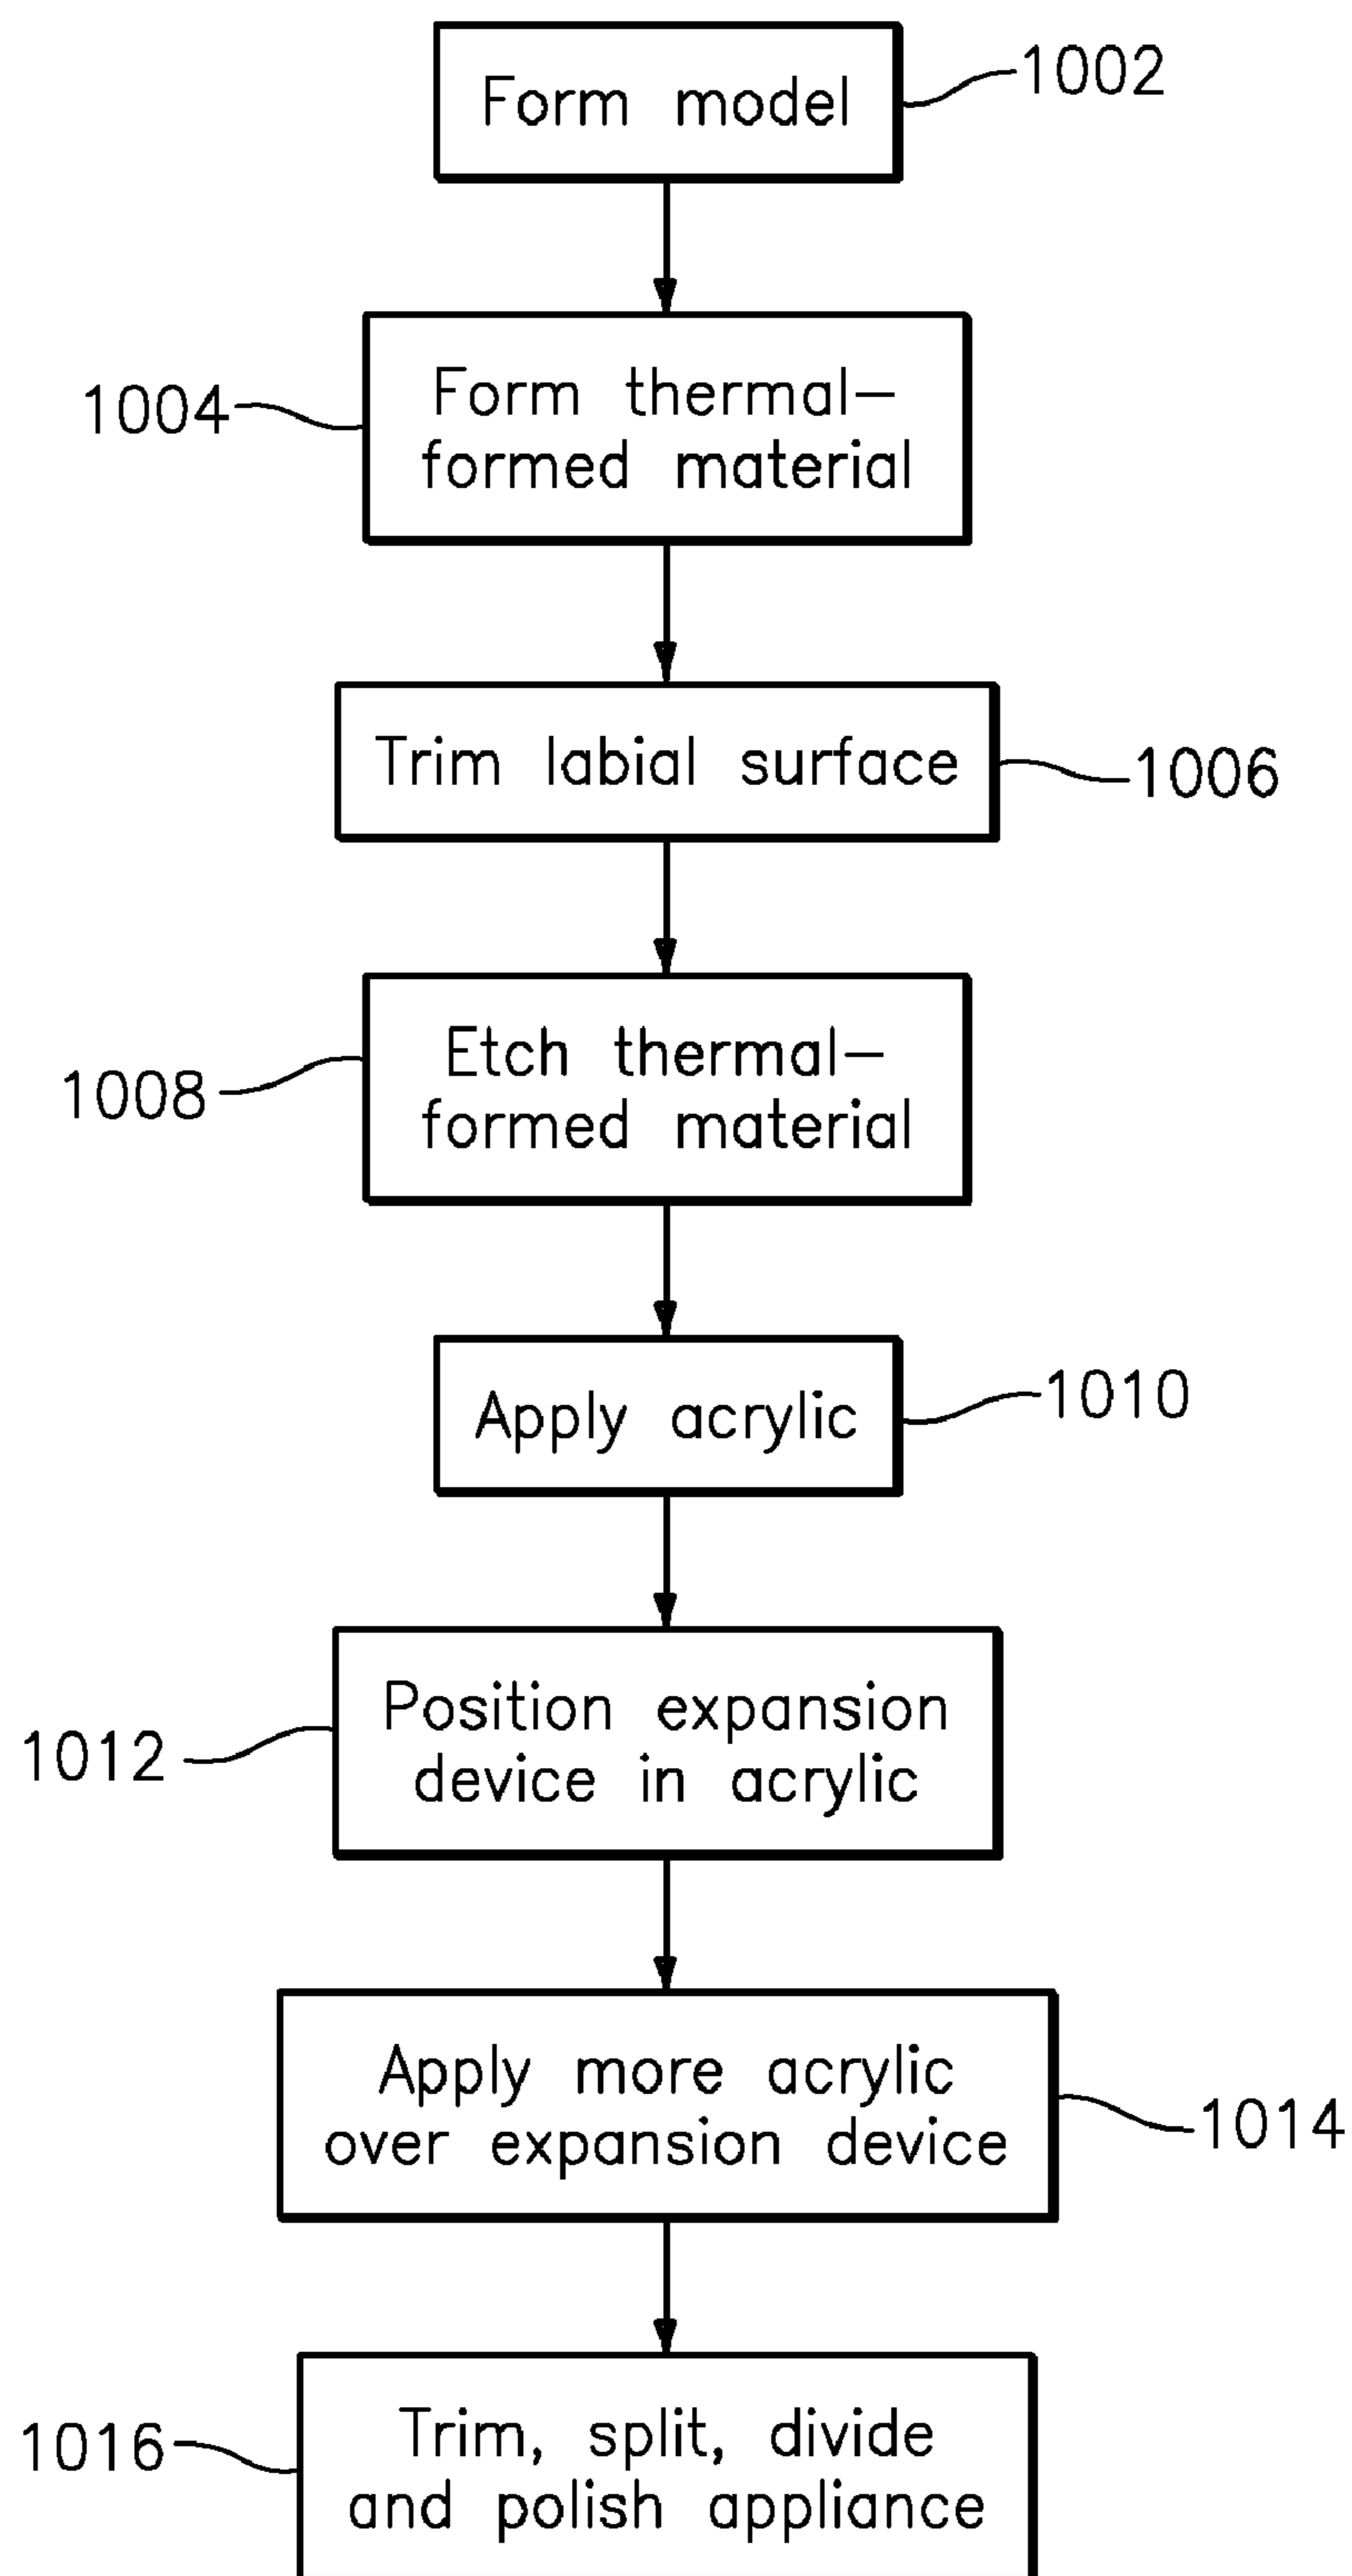 Form model
1002
Form thermal-
formed material
1004
Trim labial surface
1006
Etch thermal-
formed material
1008
Apply acrylic
1010
Position expansion
device in acrylic
1012
Apply more acrylic
over expansion device
1014
Trim, split, divide
and polish appliance
1016